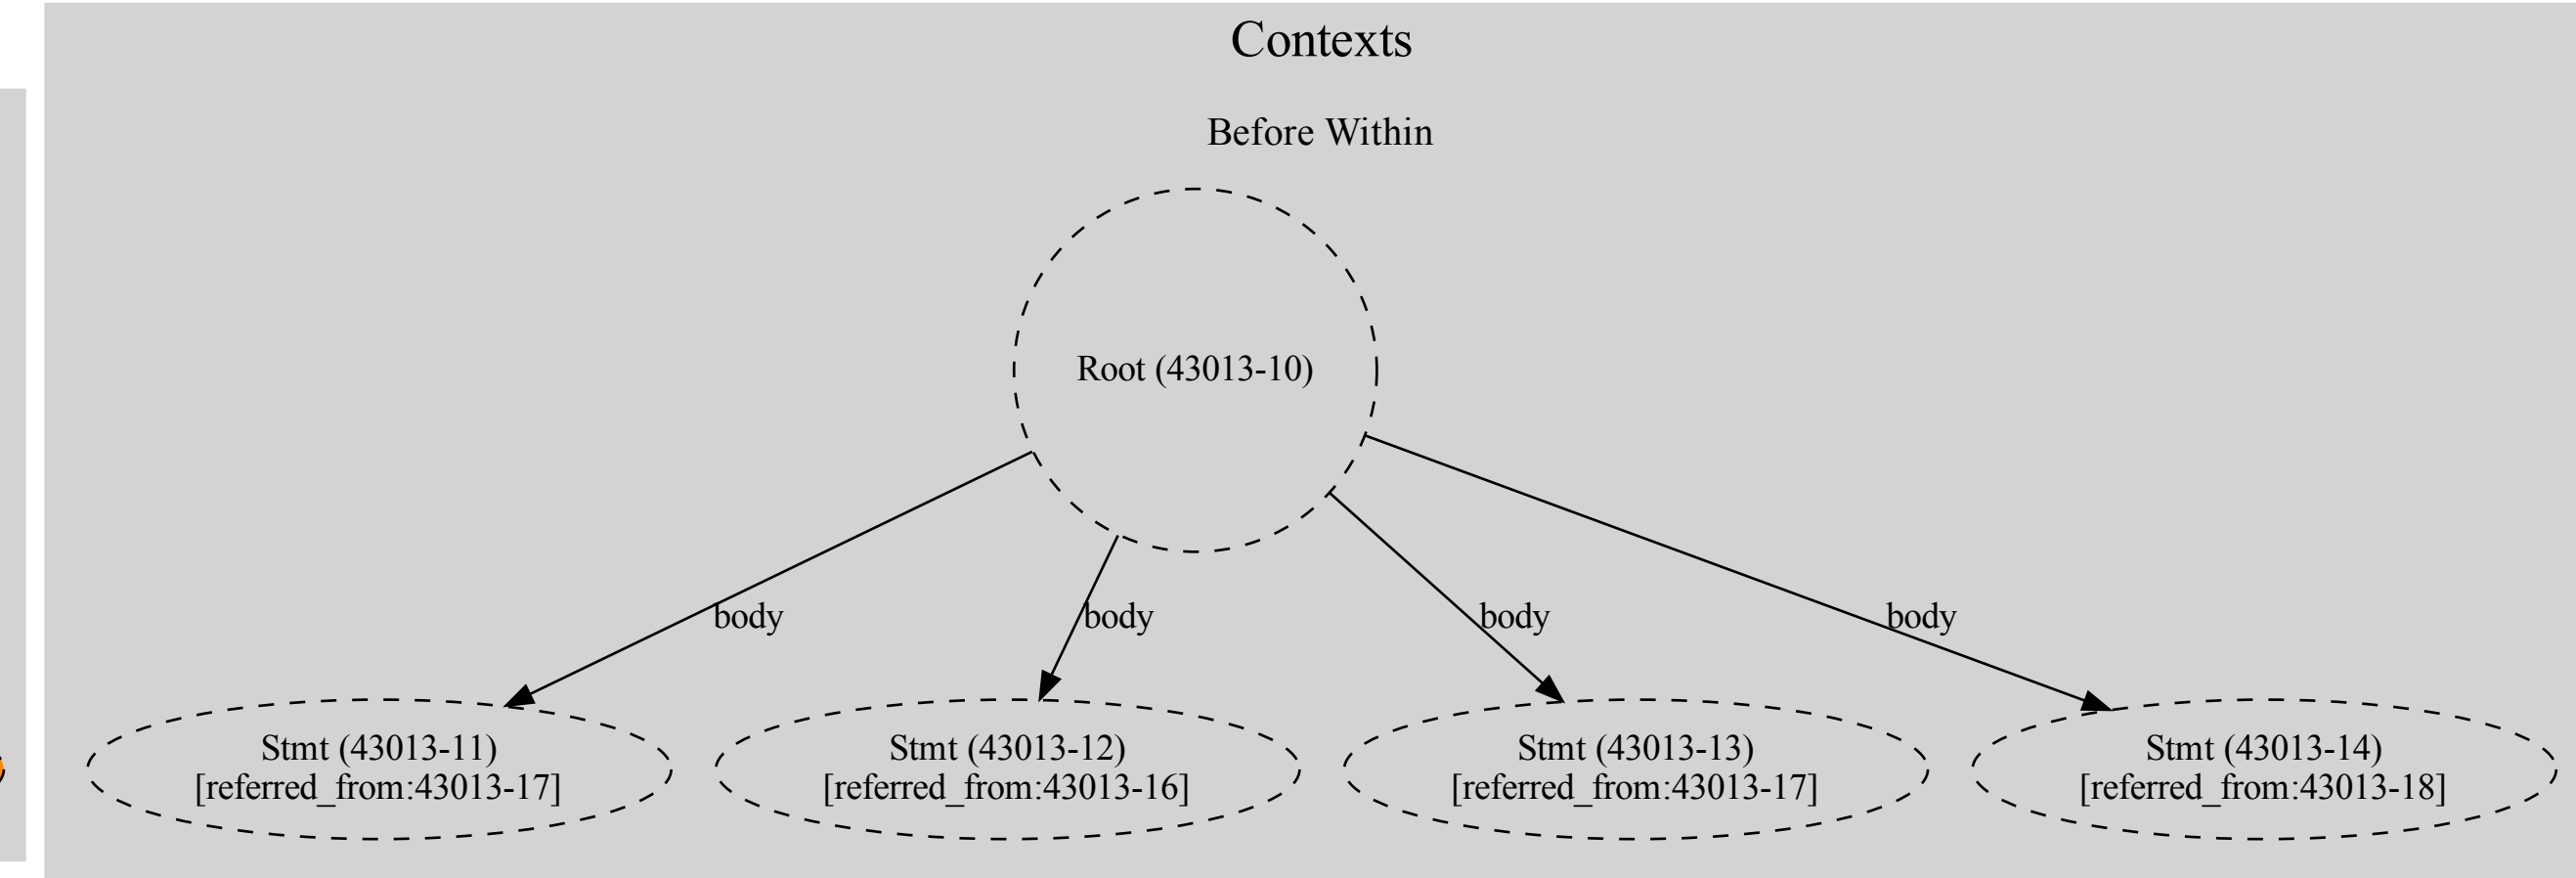 Contexts
Before Within
Root (43013-10)
body
body
body
body
Stmt (43013-11)
[referred_from:43013-17]
Stmt (43013-12)
[referred_from:43013-16]
Stmt (43013-13)
[referred_from:43013-17]
Stmt (43013-14)
[referred_from:43013-18]